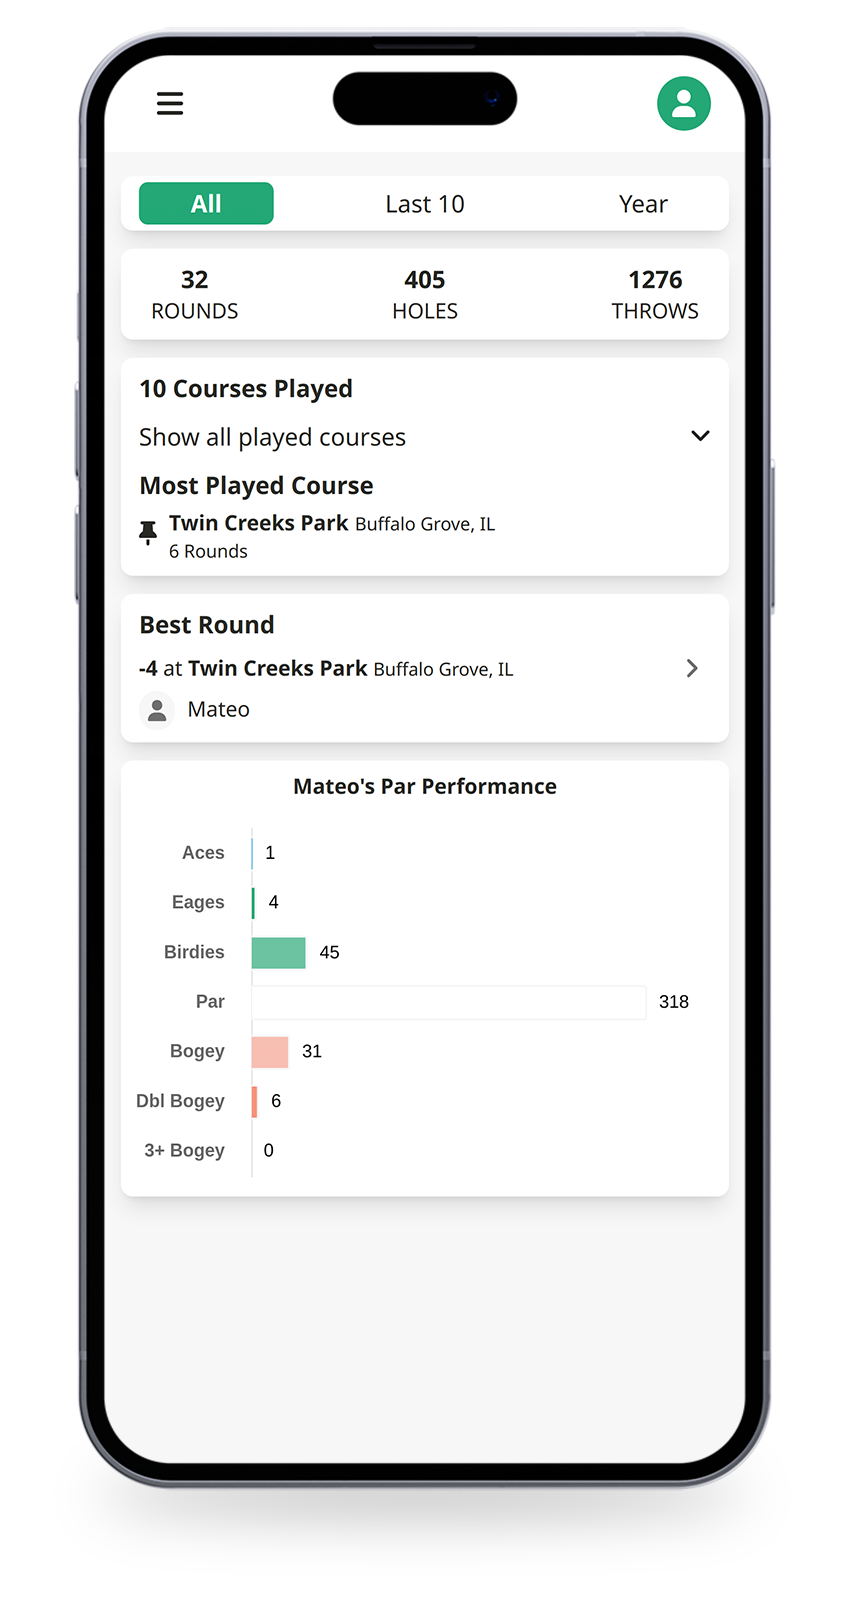 All Last 10 Year
32 405 1276
ROUNDS HOLES THROWS
10 Courses Played
Show all played courses
Most Played Course
Twin Creeks Park Buffalo Grove, IL
6 Rounds
Best Round
-4 at Twin Creeks Park Buffalo Grove, IL
Mateo
Mateo's Par Performance
Aces 1
Eages 4
Birdies 45
Par 318
Bogey 31
Dbl Bogey 6
3+ Bogey 0